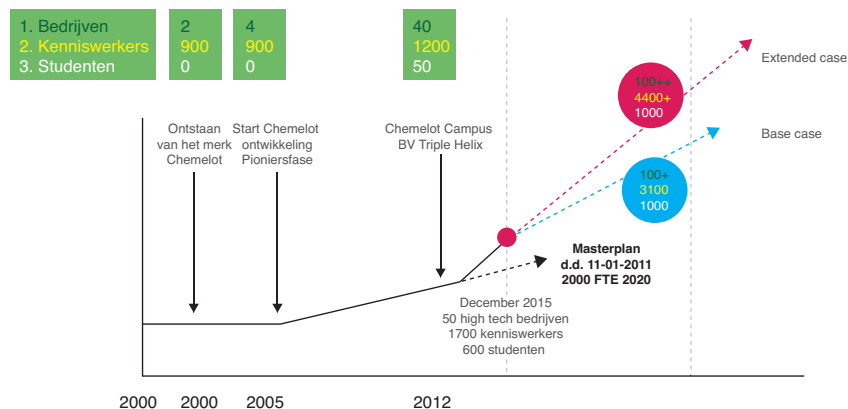 1. Bedrijven 2 4 40
2. Kenniswerkers 900 900 1200
3. Studenten 0 0 50
Extended case
100++
4400+
1000
Ontstaan
van het merk
Chemelot
Start Chemelot
ontwikkeling
Pioniersfase
Chemelot Campus
BV Triple Helix
Base case
100+
3100
1000
Masterplan
d.d. 11-01-2011
2000 FTE 2020
December 2015
50 high tech bedrijven
1700 kenniswerkers
600 studenten
2000 2000 2005 2012